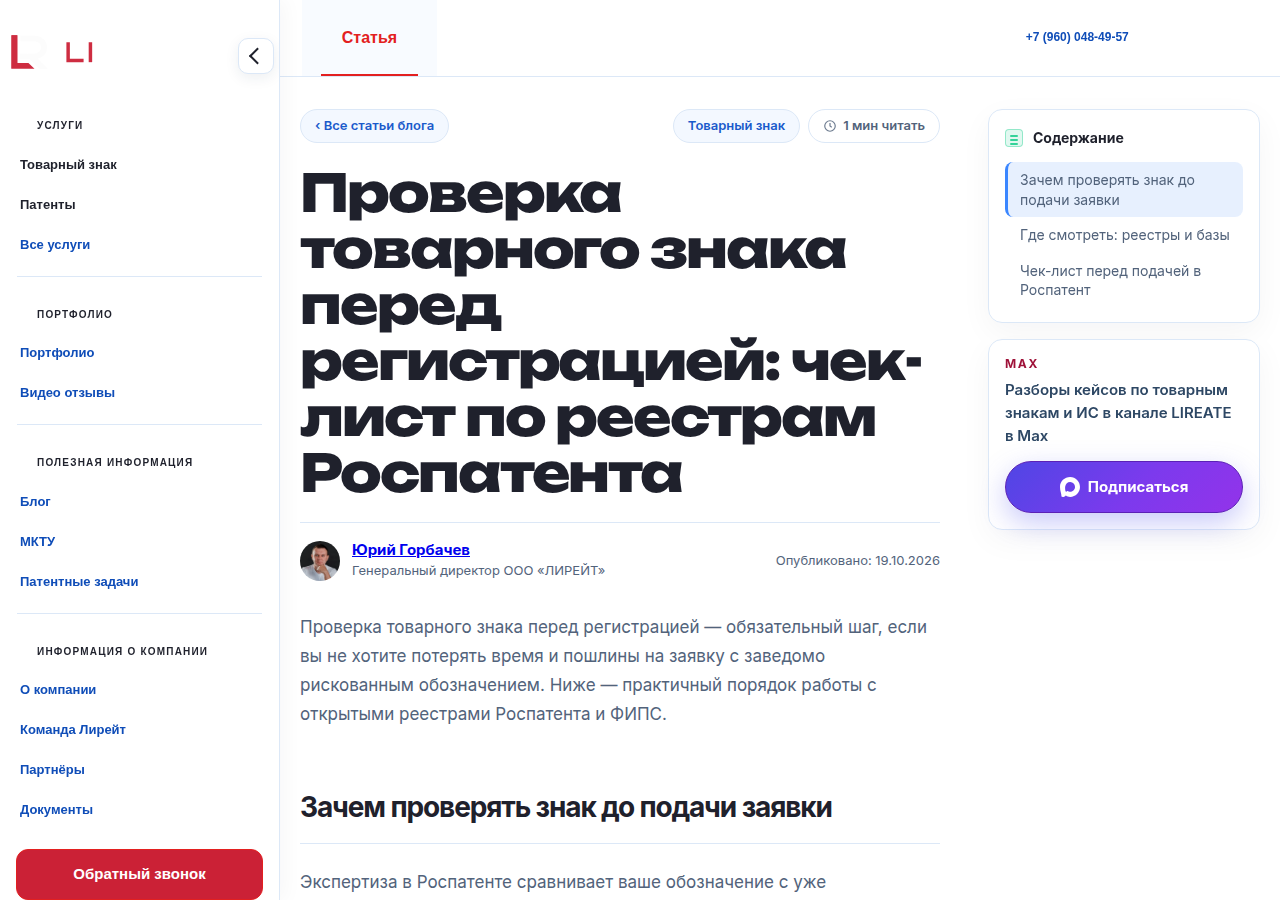 LI
УСЛУГИ
Товарный знак
Патенты
Все услуги
ПОРТФОЛИО
Портфолио
Видео отзывы
ПОЛЕЗНАЯ ИНФОРМАЦИЯ
Блог
МКТУ
Патентные задачи
ИНФОРМАЦИЯ О КОМПАНИИ
О компании
Команда Лирейт
Партнёры
Документы
Обратный звонок
Статья
+7 (960) 048-49-57
‹ Все статьи блога
Товарный знак
1 мин читать
Проверка
товарного знака
перед
регистрацией: чек-
лист по реестрам
Роспатента
Юрий Горбачев
Генеральный директор ООО «ЛИРЕЙТ»
Опубликовано: 19.10.2026
Проверка товарного знака перед регистрацией — обязательный шаг, если
вы не хотите потерять время и пошлины на заявку с заведомо
рискованным обозначением. Ниже — практичный порядок работы с
открытыми реестрами Роспатента и ФИПС.
Зачем проверять знак до подачи заявки
Экспертиза в Роспатенте сравнивает ваше обозначение с уже
Содержание
Зачем проверять знак до
подачи заявки
Где смотреть: реестры и базы
Чек-лист перед подачей в
Роспатент
MAX
Разборы кейсов по товарным
знакам и ИС в канале LIREATE
в Max
Подписаться